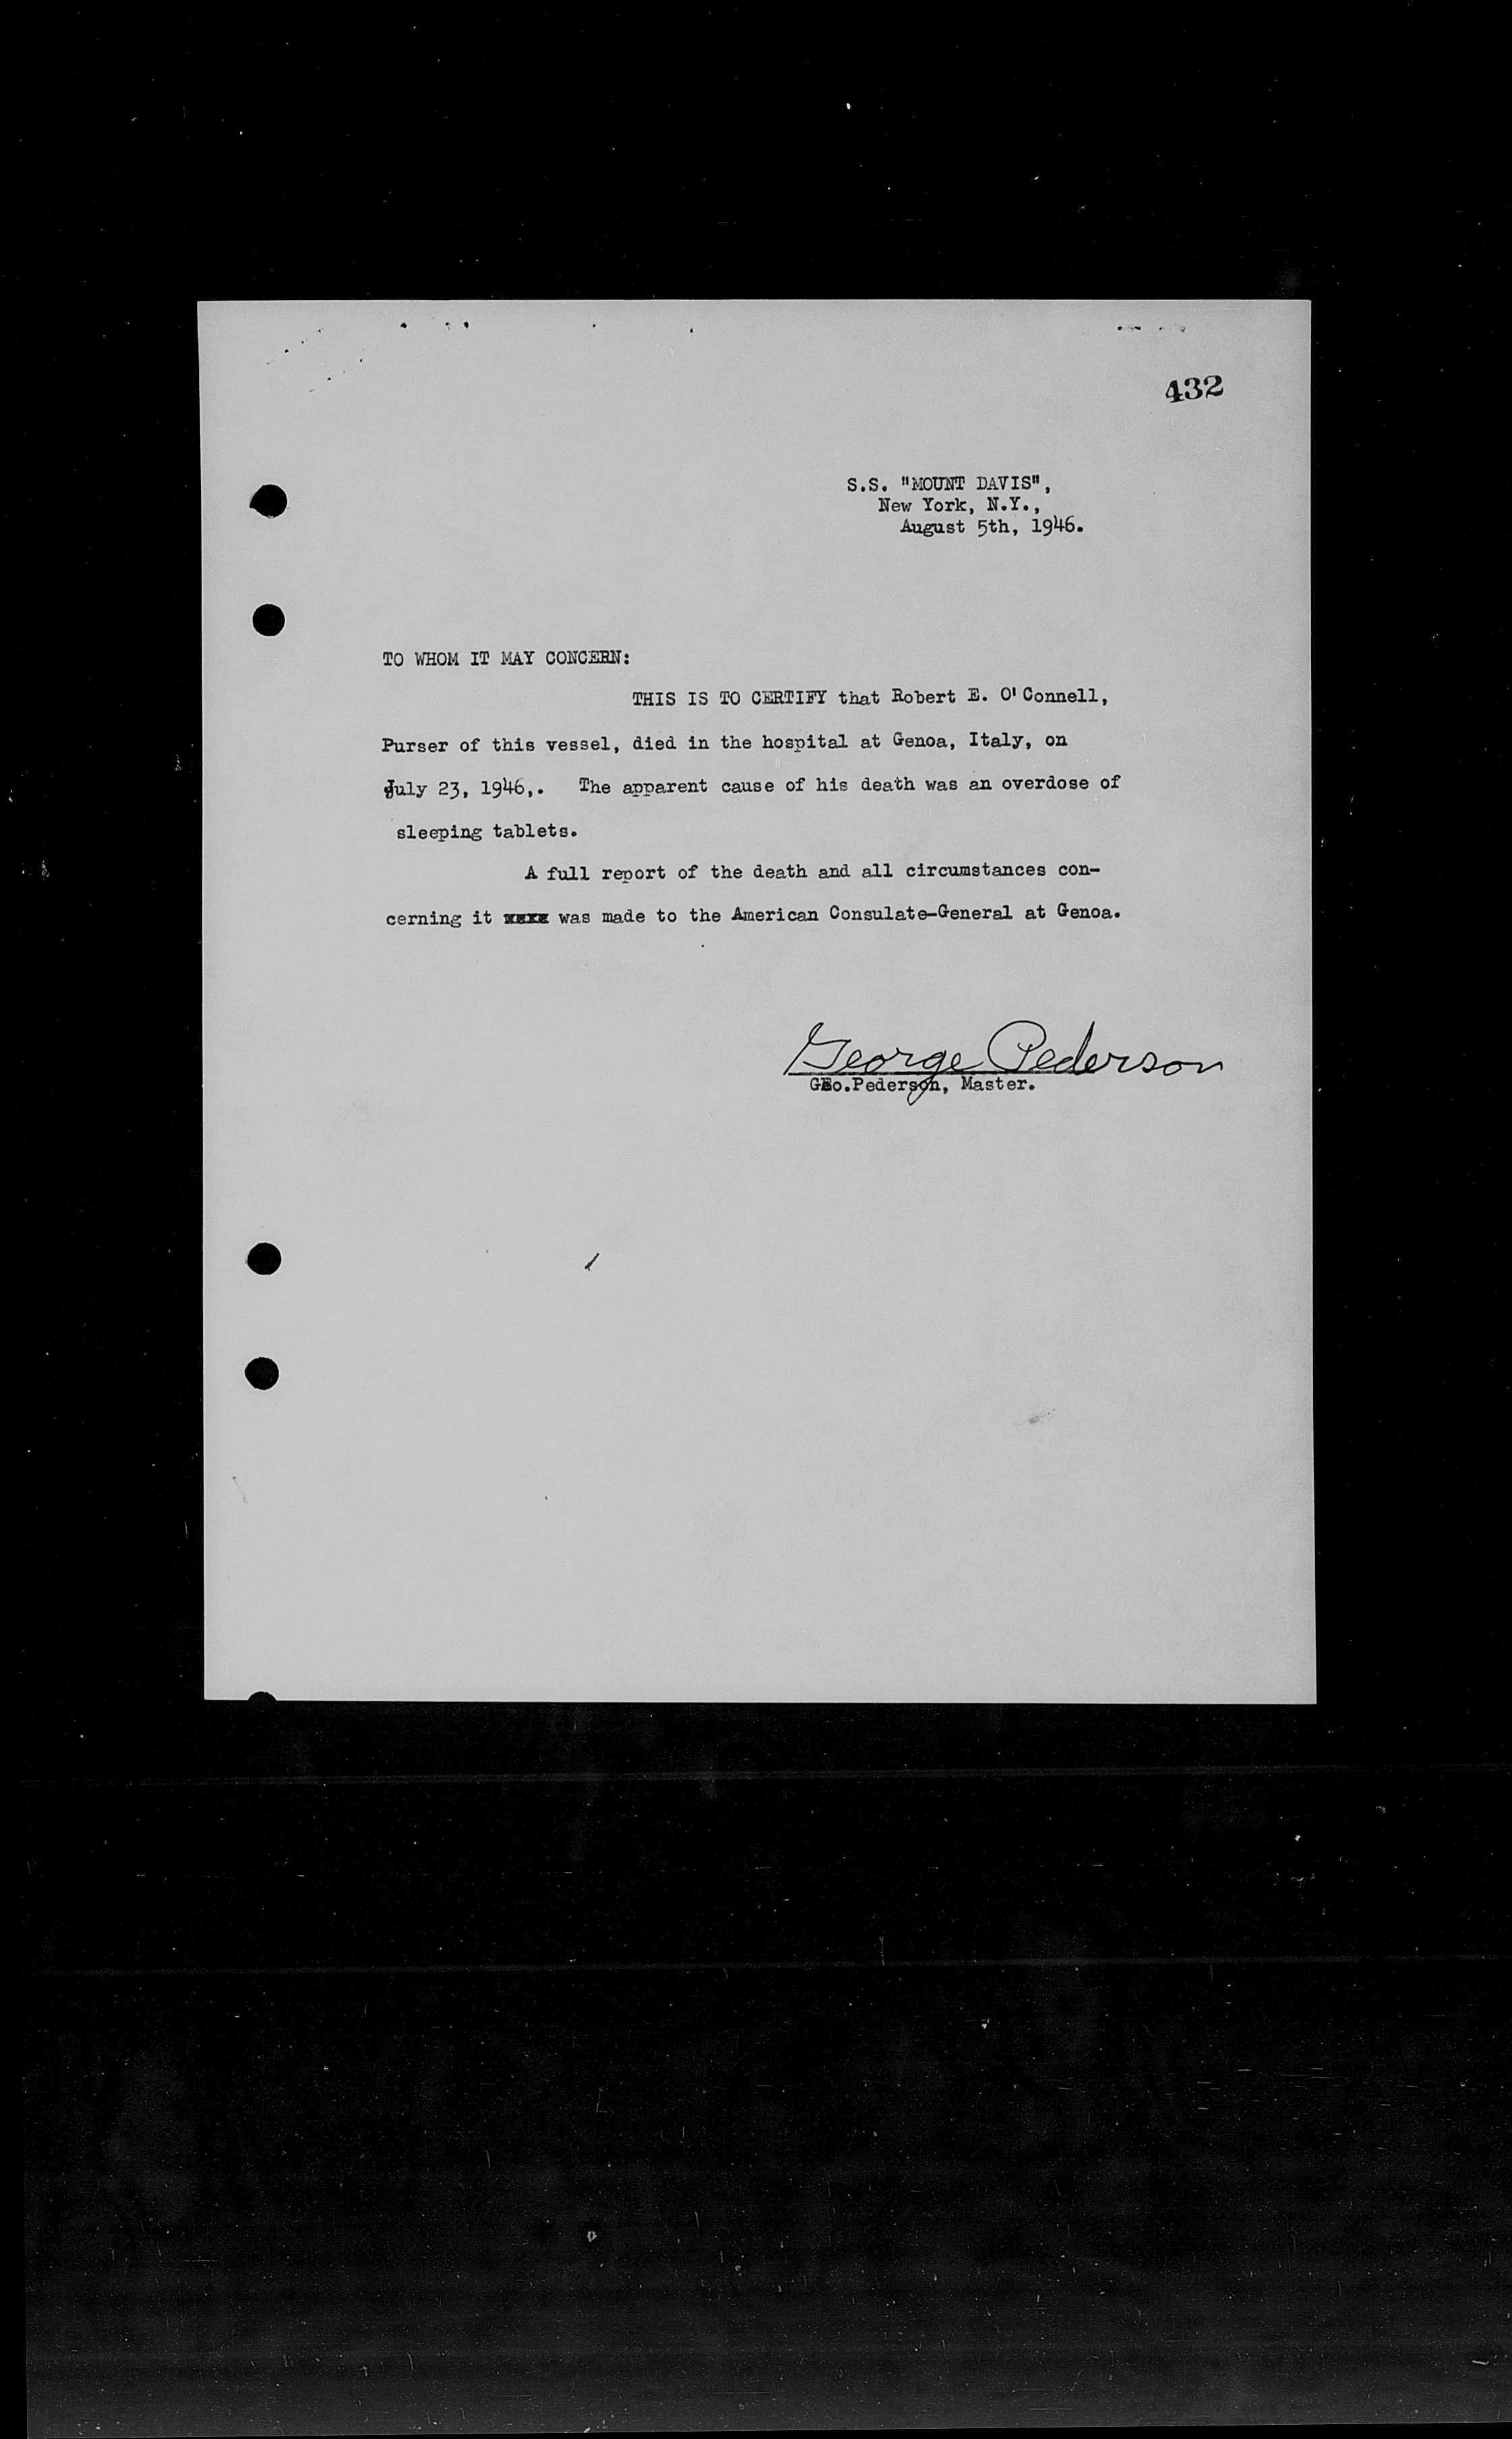 432
S.S. "MOUNT DAVIS",
New York, N.Y.,
August 5th, 1946.
TO WHOM IT MAY CONCERN:
THIS IS TO CERTIFY that Robert E. O'Connell,
Purser of this vessel, died in the hospital at Genoa, Italy, on
July 23, 1946,. The apparent cause of his death was an overdose of
sleeping tablets.
A full report of the death and all circumstances con-
cerning it xxxx was made to the American Consulate-General at Genoa.
George Pederson
GEo.Pederson, Master.